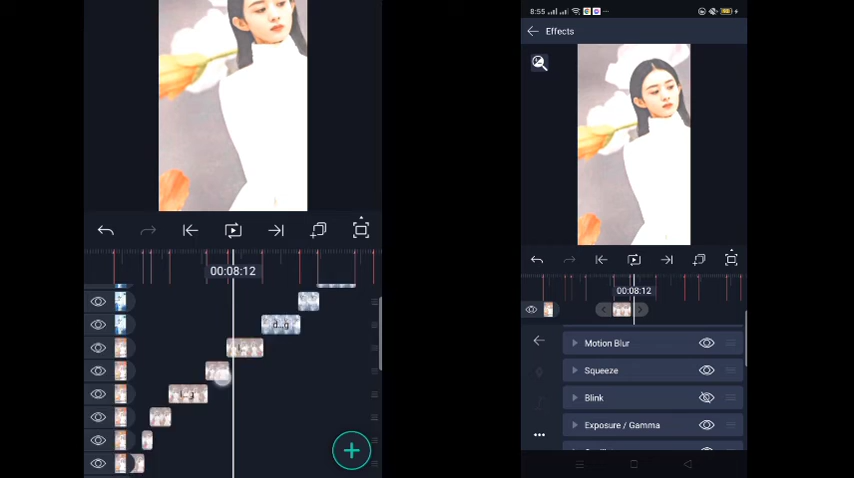 00:08:12
d...g
8:55
Effects
00:08:12
Motion Blur
Squeeze
Blink
Exposure / Gamma